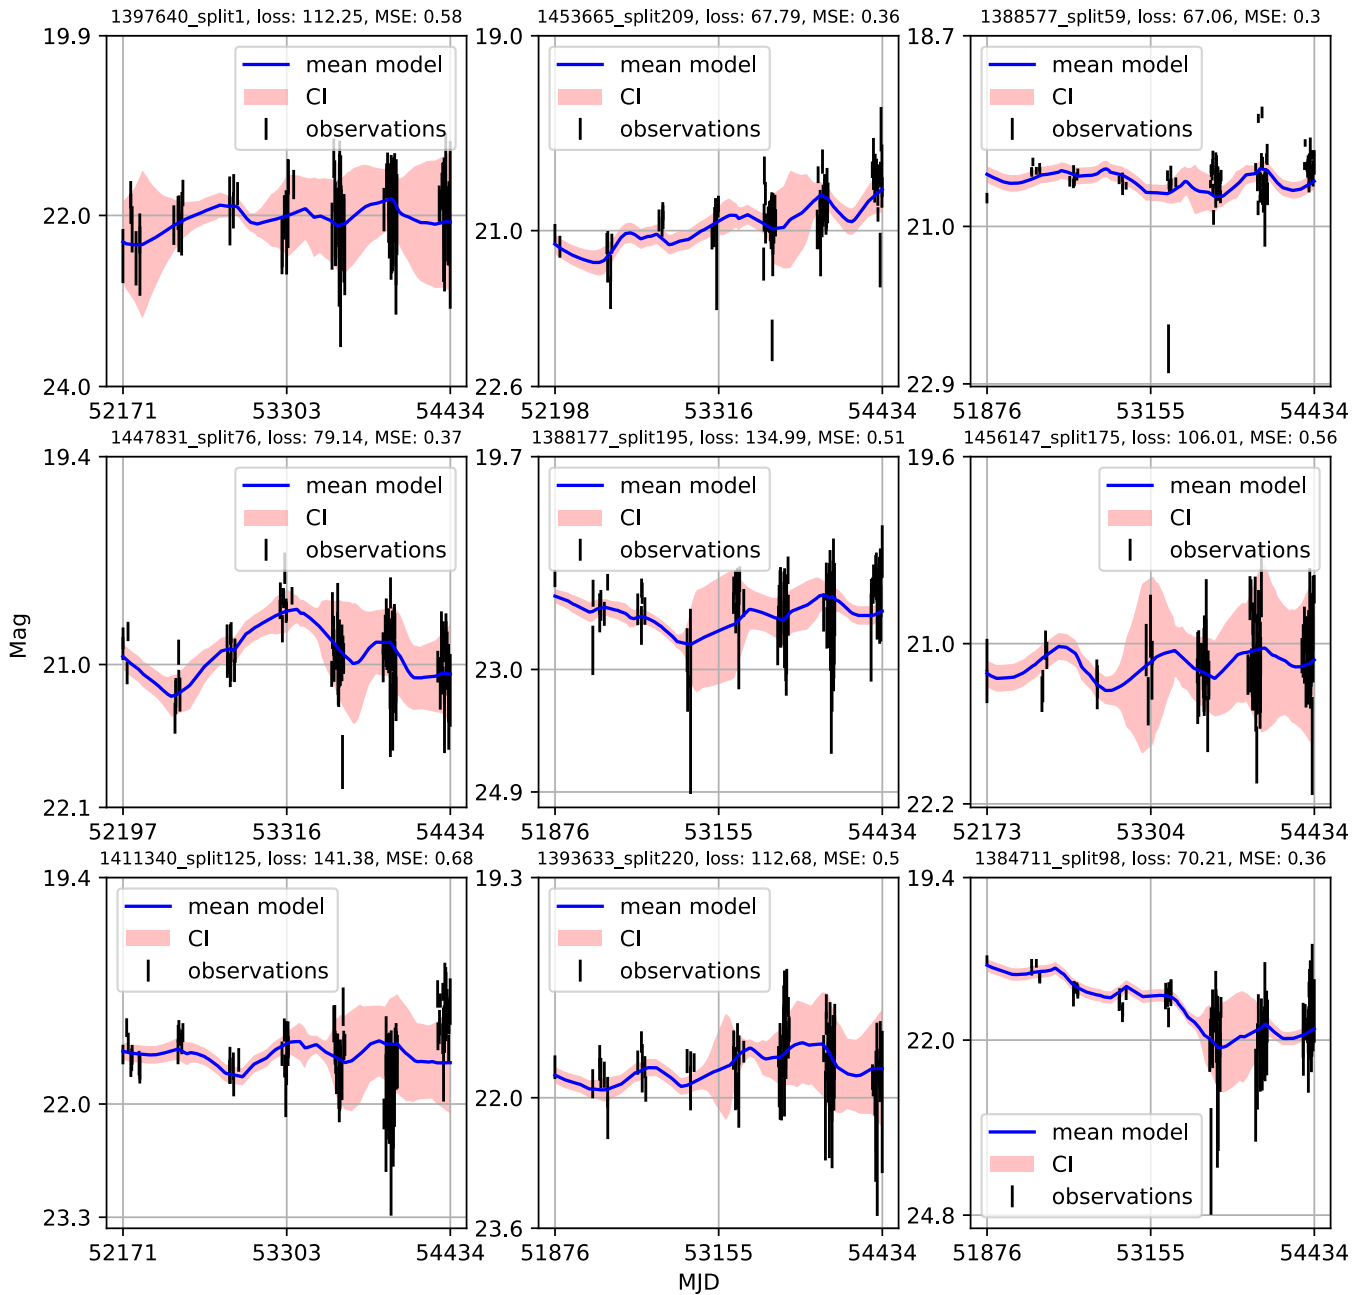 1397640_split1, loss: 112.25, MSE: 0.58
19.9
22.0
24.0
52171
53303
54434
mean model
CI
observations
1453665_split209, loss: 67.79, MSE: 0.36
19.0
21.0
22.6
52198
53316
54434
mean model
CI
observations
1388577_split59, loss: 67.06, MSE: 0.3
18.7
21.0
22.9
51876
53155
54434
mean model
CI
observations
1447831_split76, loss: 79.14, MSE: 0.37
19.4
21.0
22.1
52197
53316
54434
mean model
CI
observations
1388177_split195, loss: 134.99, MSE: 0.51
19.7
23.0
24.9
51876
53155
54434
mean model
CI
observations
1456147_split175, loss: 106.01, MSE: 0.56
19.6
21.0
22.2
52173
53304
54434
mean model
CI
observations
Mag
1411340_split125, loss: 141.38, MSE: 0.68
19.4
22.0
23.3
52171
53303
54434
mean model
CI
observations
1393633_split220, loss: 112.68, MSE: 0.5
19.3
22.0
23.6
51876
53155
54434
mean model
CI
observations
1384711_split98, loss: 70.21, MSE: 0.36
19.4
22.0
24.8
51876
53155
54434
mean model
CI
observations
MJD